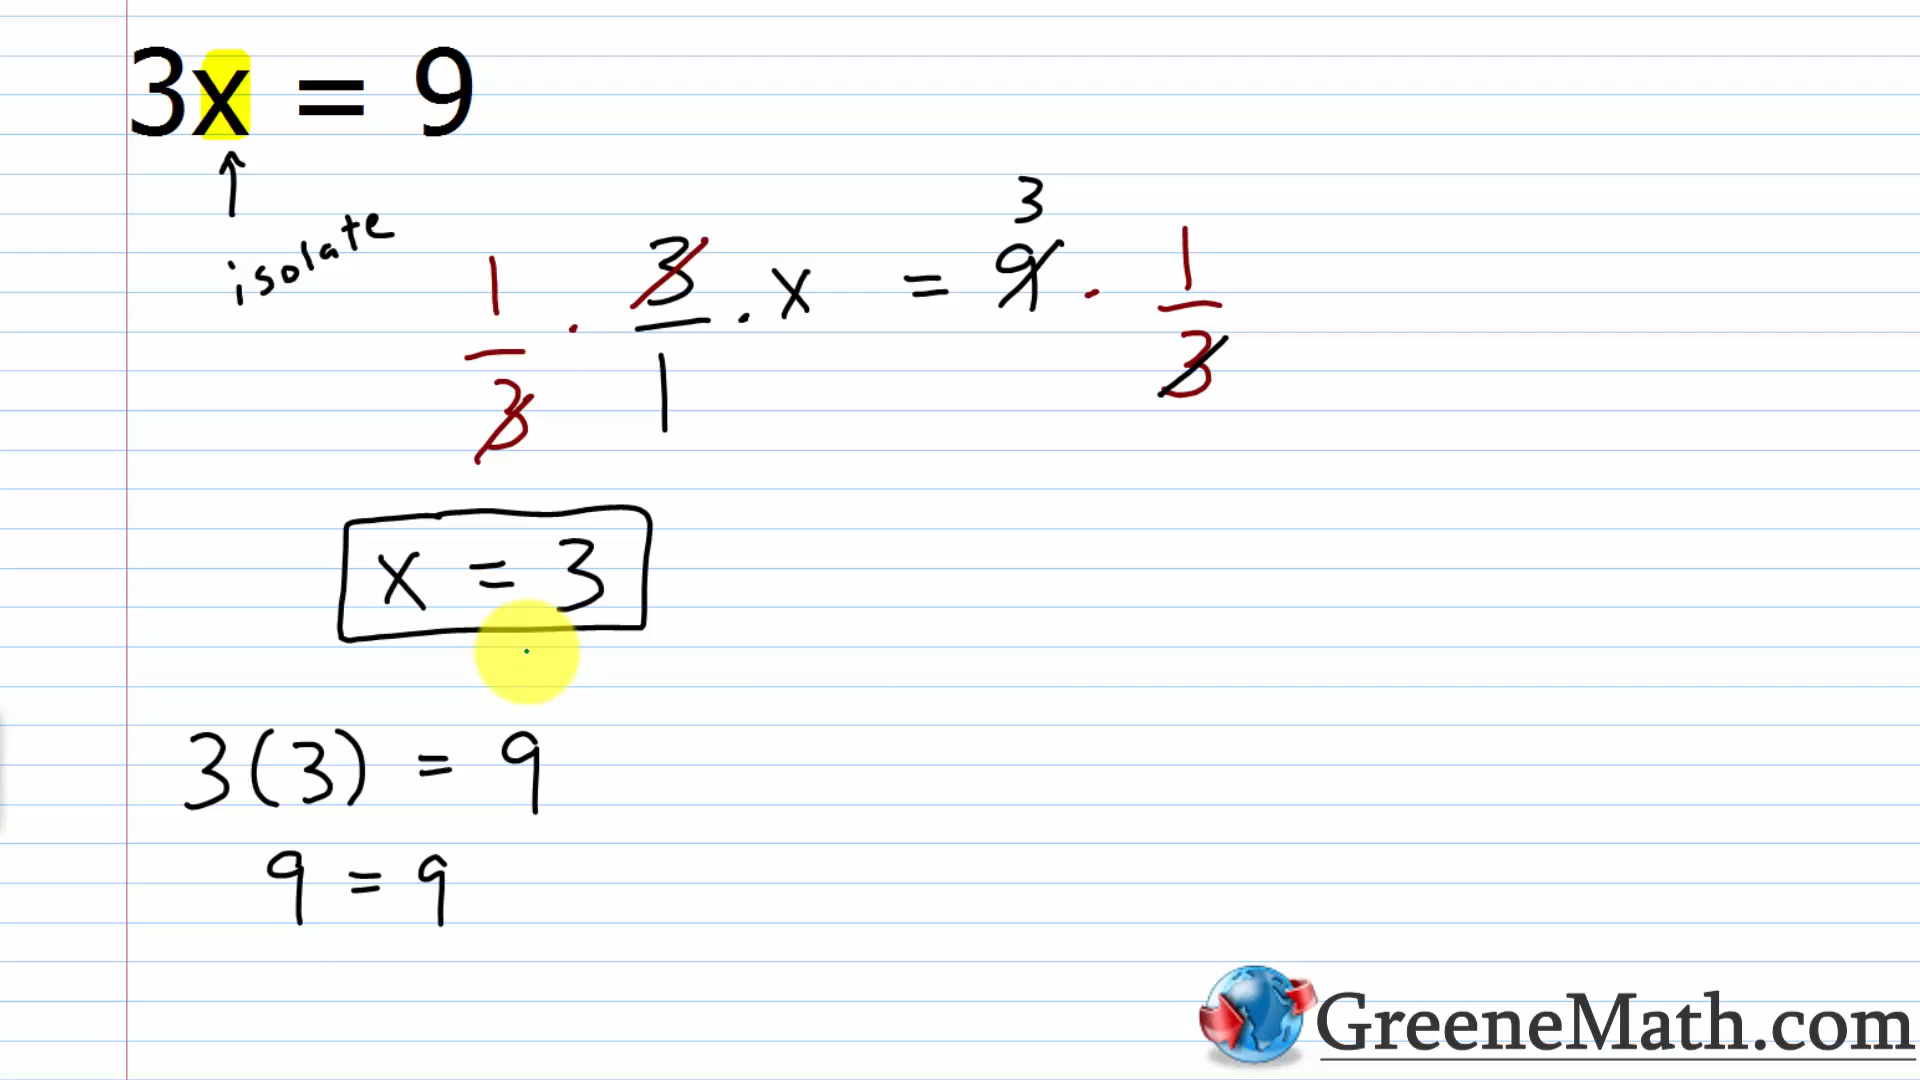 3x = 9
isolate
1/3 · 3/1 · x = 9 · 1/3
3
x = 3
3(3) = 9
9 = 9
GreeneMath.com